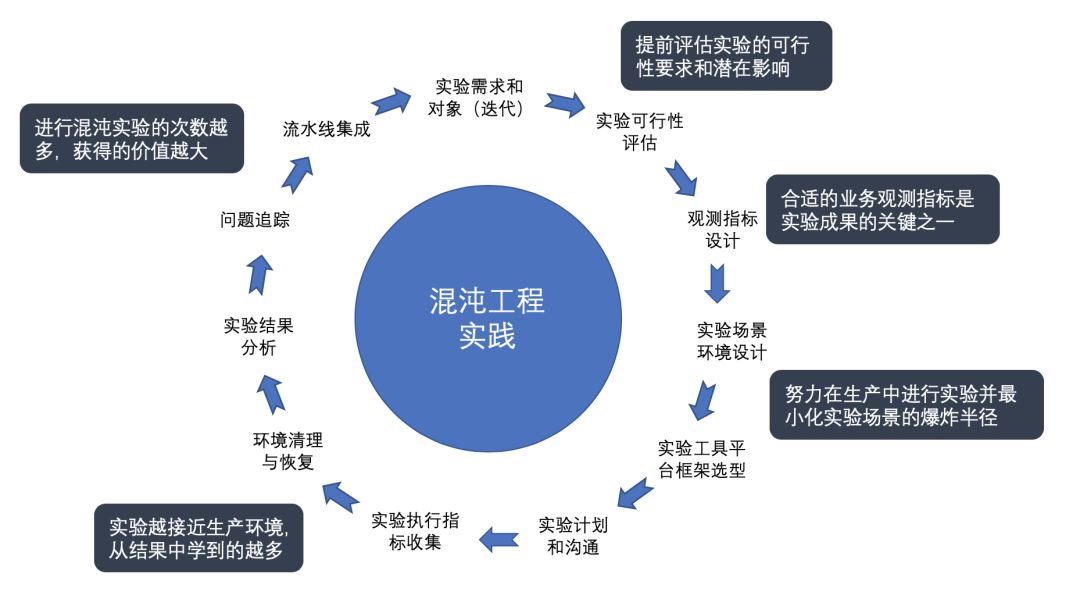 提前评估实验的可行
性要求和潜在影响
实验需求和
对象（迭代）
进行混沌实验的次数越
多，获得的价值越大
流水线集成
实验可行性
评估
合适的业务观测指标是
实验成果的关键之一
问题追踪
观测指标
设计
混沌工程
实践
实验结果
分析
实验场景
环境设计
努力在生产中进行实验并最
小化实验场景的爆炸半径
环境清理
与恢复
实验工具平
台框架选型
实验越接近生产环境,
从结果中学到的越多
实验执行指
标收集
实验计划
和沟通